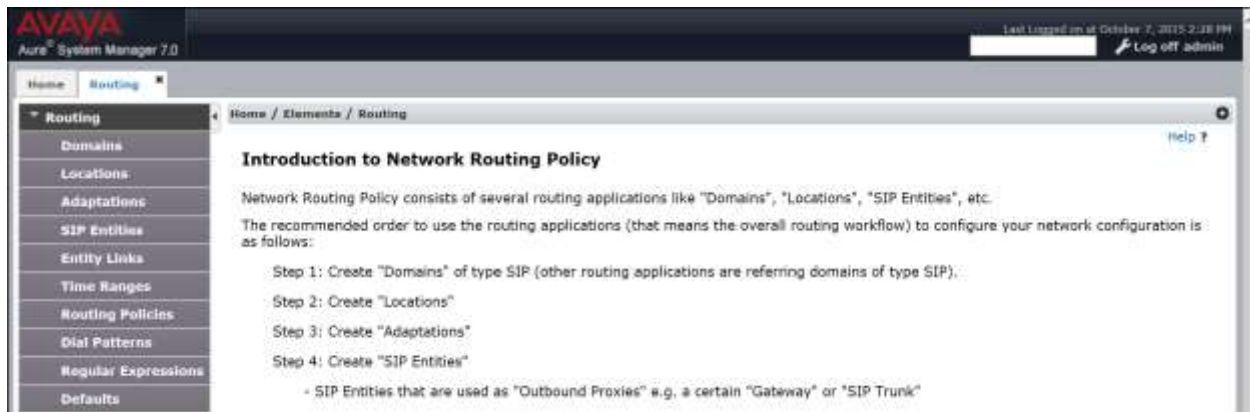 AVAYA
Aura® System Manager 7.0
Last Logged on at October 7, 2015 2:28 PM
Log off admin
Home
Routing
Routing
Domains
Locations
Adaptations
SIP Entities
Entity Links
Time Ranges
Routing Policies
Dial Patterns
Regular Expressions
Defaults
Home / Elements / Routing
Help ?
Introduction to Network Routing Policy
Network Routing Policy consists of several routing applications like "Domains", "Locations", "SIP Entities", etc.
The recommended order to use the routing applications (that means the overall routing workflow) to configure your network configuration is
as follows:
Step 1: Create "Domains" of type SIP (other routing applications are referring domains of type SIP).
Step 2: Create "Locations"
Step 3: Create "Adaptations"
Step 4: Create "SIP Entities"
- SIP Entities that are used as "Outbound Proxies" e.g. a certain "Gateway" or "SIP Trunk"